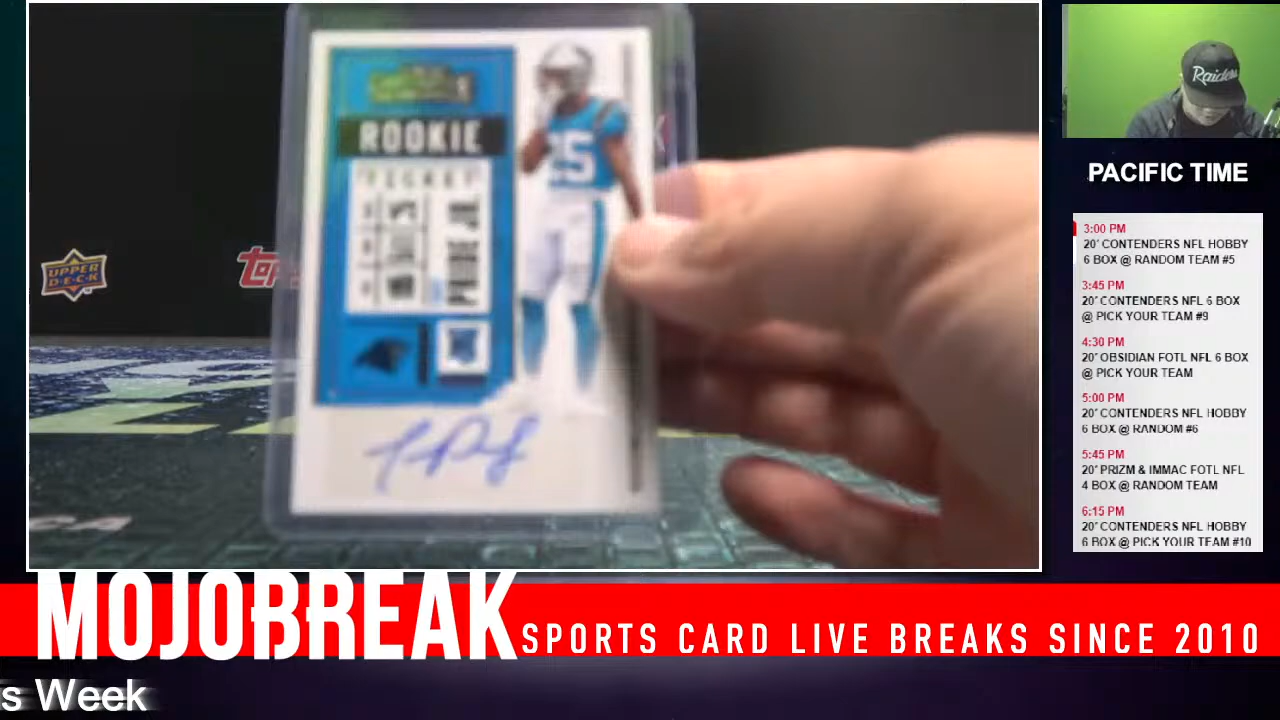 ROOKIE
TICKET
PRIDE JR.
25
UPPER
DECK
Raiders
PACIFIC TIME
3:00 PM
20' CONTENDERS NFL HOBBY
6 BOX @ RANDOM TEAM #5
3:45 PM
20' CONTENDERS NFL 6 BOX
@ PICK YOUR TEAM #9
4:30 PM
20' OBSIDIAN FOTL NFL 6 BOX
@ PICK YOUR TEAM
5:00 PM
20' CONTENDERS NFL HOBBY
6 BOX @ RANDOM #6
5:45 PM
20' PRIZM & IMMAC FOTL NFL
4 BOX @ RANDOM TEAM
6:15 PM
20' CONTENDERS NFL HOBBY
6 BOX @ PICK YOUR TEAM #10
MOJOBREAK
SPORTS CARD LIVE BREAKS SINCE 2010
s Week